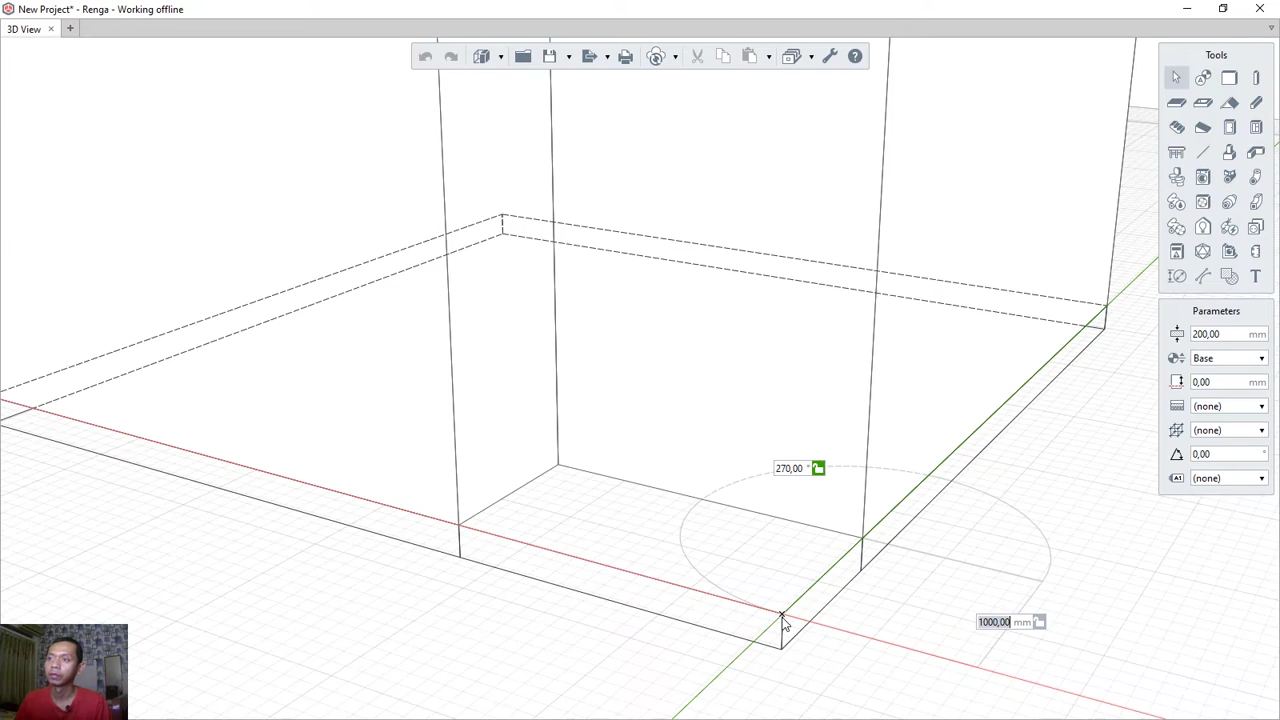 New Project* - Renga - Working offline
3D View
Tools
T
Parameters
200,00 mm
Base
0,00 mm
(none)
(none)
0,00 °
A1 (none)
270,00 °
1000,00 mm